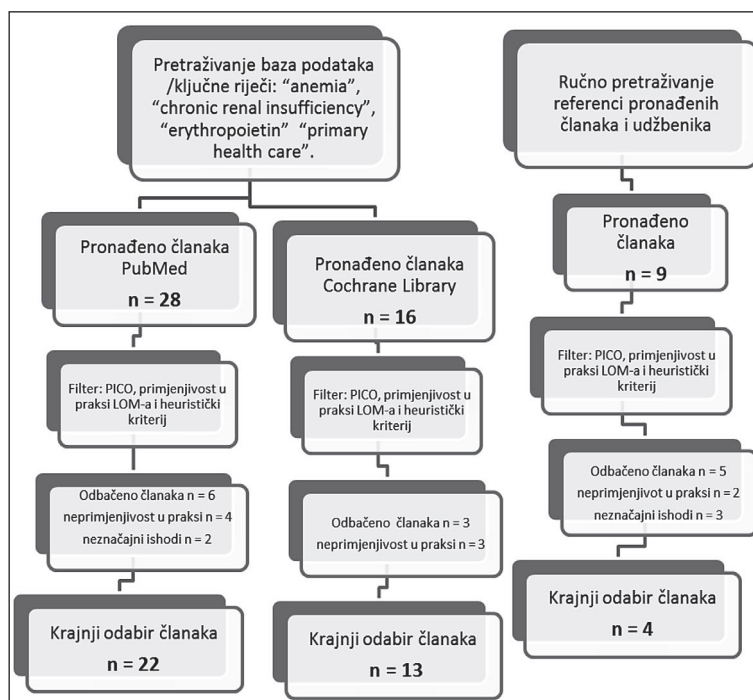 Pretraživanje baza podataka
/ključne riječi: “anemia”,
“chronic renal insufficiency”,
“erythropoietin” “primary
health care”.
Pronađeno članaka
PubMed
n = 28
Filter: PICO, primjenjivost u
praksi LOM-a i heuristički
kriterij
Odbačeno članaka n = 6
neprimjenjivost u praksi n = 4
neznačajni ishodi n = 2
Krajnji odabir članaka
n = 22
Pronađeno članaka
Cochrane Library
n = 16
Filter: PICO, primjenjivost u
praksi LOM-a i heuristički
kriterij
Odbačeno članaka n = 3
neprimjenjivost u praksi n = 3
Krajnji odabir članaka
n = 13
Ručno pretraživanje
referenci pronađenih
članaka i udžbenika
Pronađeno
članaka
n = 9
Filter: PICO, primjenjivost u
praksi LOM-a i heuristički
kriterij
Odbačeno članaka n = 5
neprimjenjivot u praksi n = 2
neznačajni ishodi n = 3
Krajnji odabir članaka
n = 4